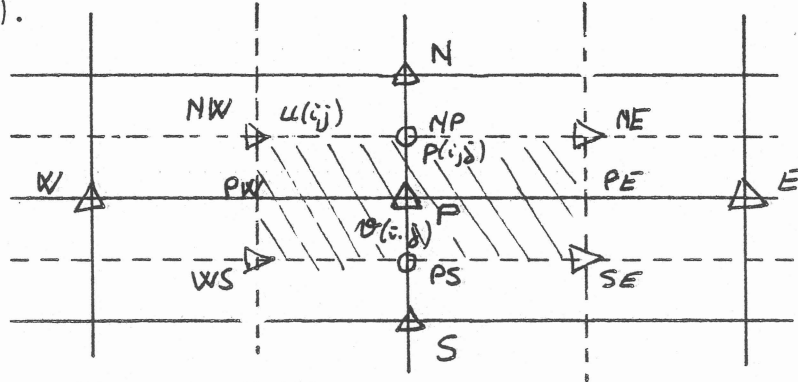 ).
N
NW u(i,j) NP NE
p(i,j)
W PW P PE E
v(i,j)
WS PS SE
S